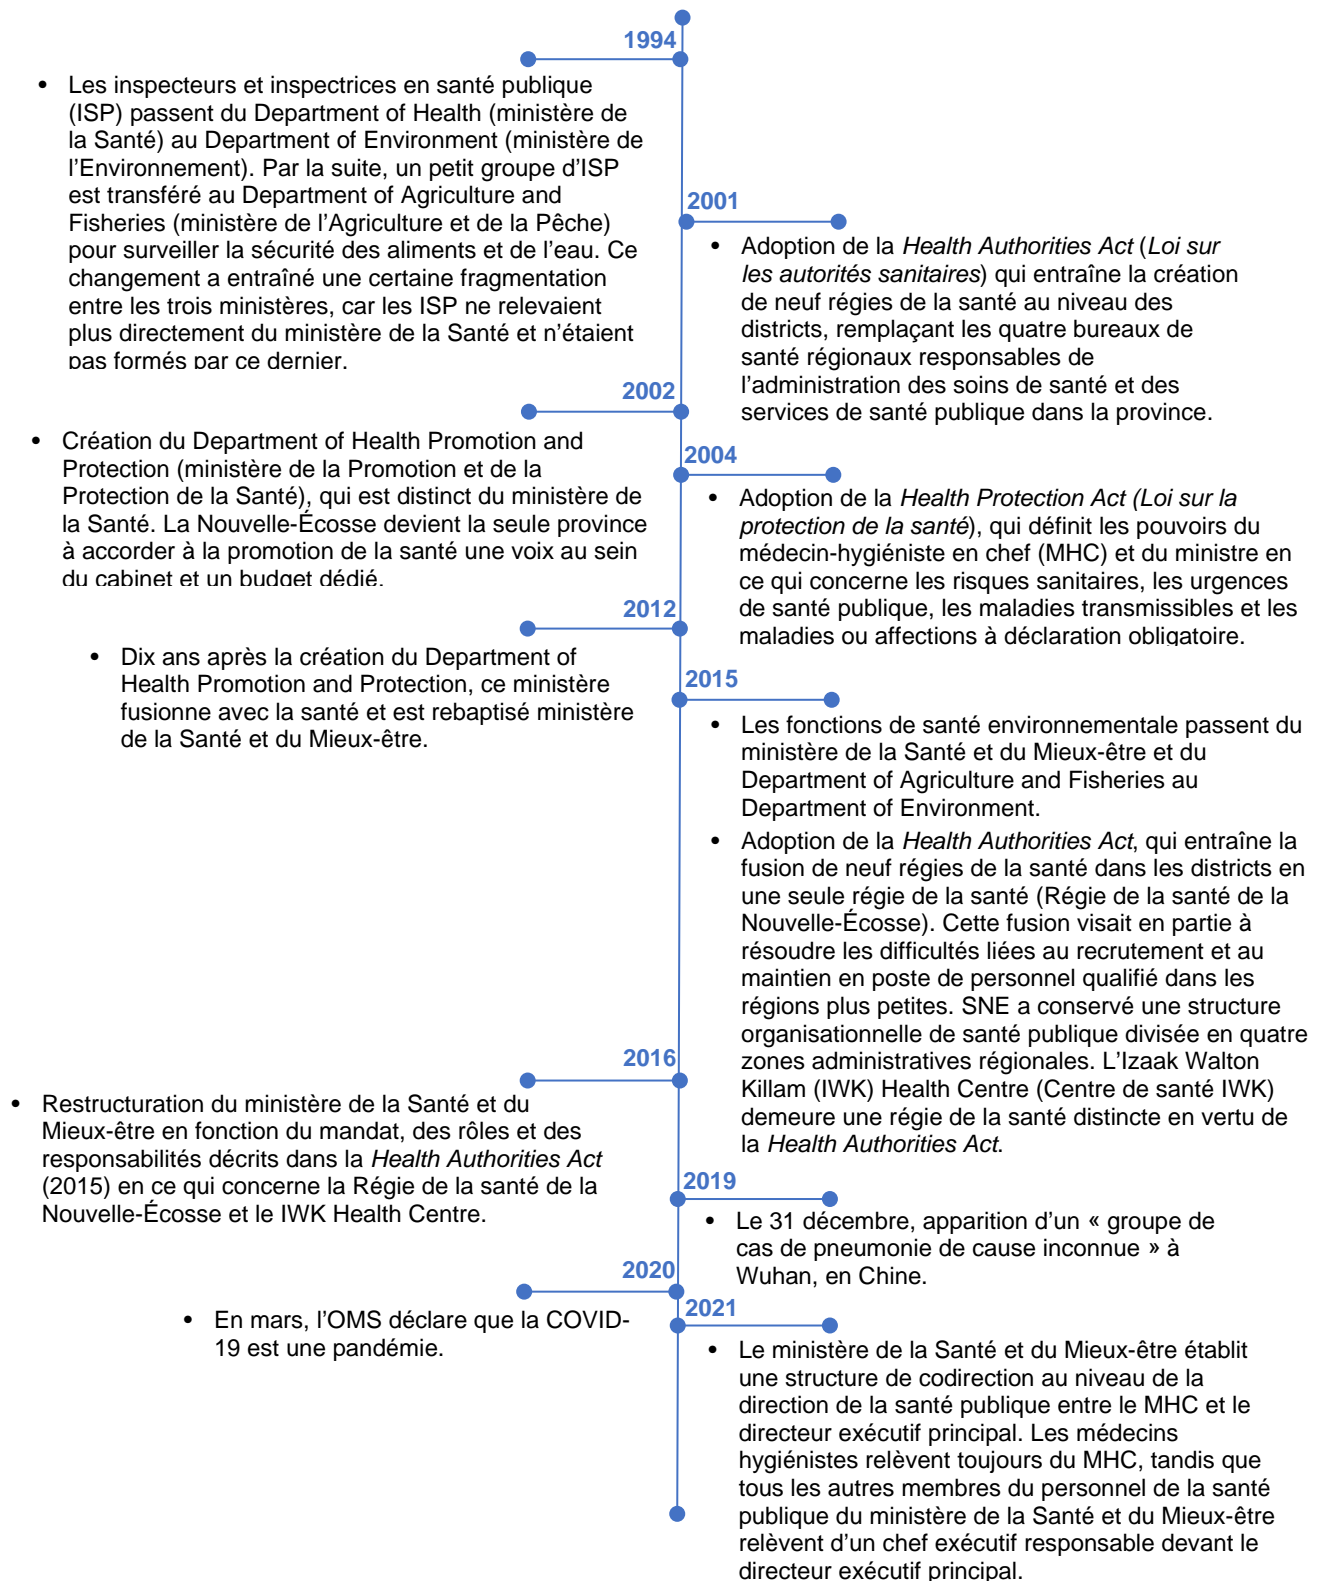 1994
• Les inspecteurs et inspectrices en santé publique
(ISP) passent du Department of Health (ministère de
la Santé) au Department of Environment (ministère de
l’Environnement). Par la suite, un petit groupe d’ISP
est transféré au Department of Agriculture and
Fisheries (ministère de l’Agriculture et de la Pêche)
pour surveiller la sécurité des aliments et de l’eau. Ce
changement a entraîné une certaine fragmentation
entre les trois ministères, car les ISP ne relevaient
plus directement du ministère de la Santé et n’étaient
pas formés par ce dernier.
2001
• Adoption de la Health Authorities Act (Loi sur
les autorités sanitaires) qui entraîne la création
de neuf régies de la santé au niveau des
districts, remplaçant les quatre bureaux de
santé régionaux responsables de
l’administration des soins de santé et des
services de santé publique dans la province.
2002
• Création du Department of Health Promotion and
Protection (ministère de la Promotion et de la
Protection de la Santé), qui est distinct du ministère de
la Santé. La Nouvelle-Écosse devient la seule province
à accorder à la promotion de la santé une voix au sein
du cabinet et un budget dédié.
2004
• Adoption de la Health Protection Act (Loi sur la
protection de la santé), qui définit les pouvoirs du
médecin-hygiéniste en chef (MHC) et du ministre en
ce qui concerne les risques sanitaires, les urgences
de santé publique, les maladies transmissibles et les
maladies ou affections à déclaration obligatoire.
2012
• Dix ans après la création du Department of
Health Promotion and Protection, ce ministère
fusionne avec la santé et est rebaptisé ministère
de la Santé et du Mieux-être.
2015
• Les fonctions de santé environnementale passent du
ministère de la Santé et du Mieux-être et du
Department of Agriculture and Fisheries au
Department of Environment.
• Adoption de la Health Authorities Act, qui entraîne la
fusion de neuf régies de la santé dans les districts en
une seule régie de la santé (Régie de la santé de la
Nouvelle-Écosse). Cette fusion visait en partie à
résoudre les difficultés liées au recrutement et au
maintien en poste de personnel qualifié dans les
régions plus petites. SNE a conservé une structure
organisationnelle de santé publique divisée en quatre
zones administratives régionales. L’Izaak Walton
Killam (IWK) Health Centre (Centre de santé IWK)
demeure une régie de la santé distincte en vertu de
la Health Authorities Act.
2016
• Restructuration du ministère de la Santé et du
Mieux-être en fonction du mandat, des rôles et des
responsabilités décrits dans la Health Authorities Act
(2015) en ce qui concerne la Régie de la santé de la
Nouvelle-Écosse et le IWK Health Centre.
2019
• Le 31 décembre, apparition d’un « groupe de
cas de pneumonie de cause inconnue » à
Wuhan, en Chine.
2020
• En mars, l’OMS déclare que la COVID-
19 est une pandémie.
2021
• Le ministère de la Santé et du Mieux-être établit
une structure de codirection au niveau de la
direction de la santé publique entre le MHC et le
directeur exécutif principal. Les médecins
hygiénistes relèvent toujours du MHC, tandis que
tous les autres membres du personnel de la santé
publique du ministère de la Santé et du Mieux-être
relèvent d’un chef exécutif responsable devant le
directeur exécutif principal.